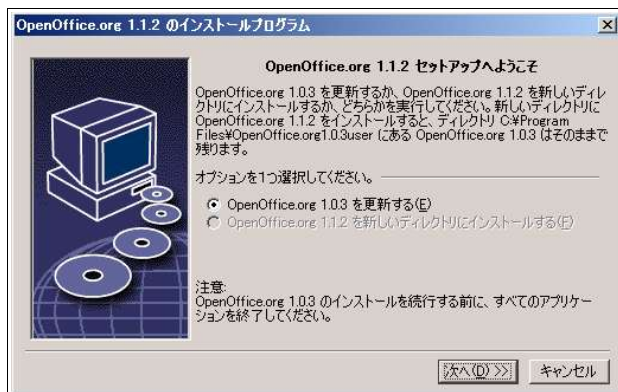 OpenOffice.org 1.1.2 のインストールプログラム
OpenOffice.org 1.1.2 セットアップへようこそ
OpenOffice.org 1.0.3 を更新するか、OpenOffice.org 1.1.2 を新しいディレ
クトリにインストールするか、どちらかを実行してください。新しいディレクトリに
OpenOffice.org 1.1.2 をインストールすると、ディレクトリ C:¥Program
Files¥OpenOffice.org1.0.3user にある OpenOffice.org 1.0.3 はそのままで
残ります。
オプションを1つ選択してください。
OpenOffice.org 1.0.3 を更新する(E)
OpenOffice.org 1.1.2 を新しいディレクトリにインストールする(F)
注意:
OpenOffice.org 1.0.3 のインストールを続行する前に、すべてのアプリケー
ションを終了してください。
次へ(D) >>
キャンセル